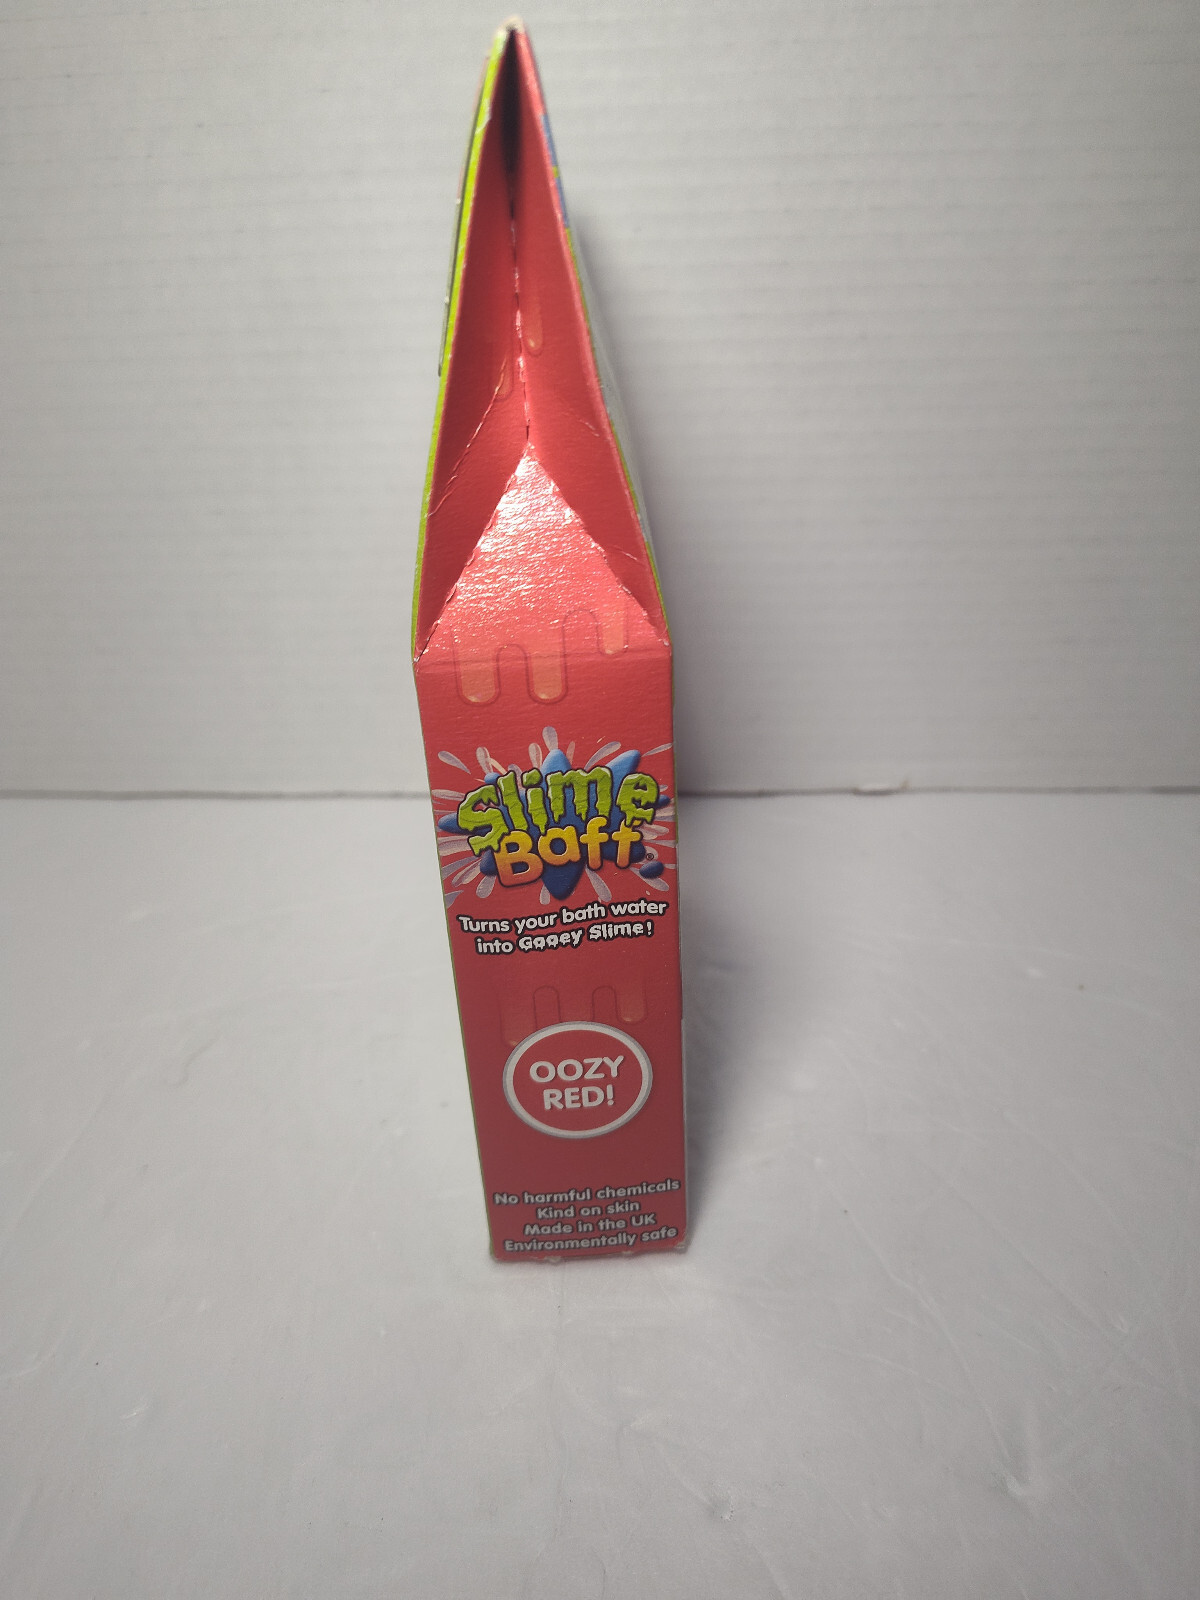 Slime
Baft®
Turns your bath water
into Gooey Slime!
OOZY
RED!
No harmful chemicals
Kind on skin
Made in the UK
Environmentally safe